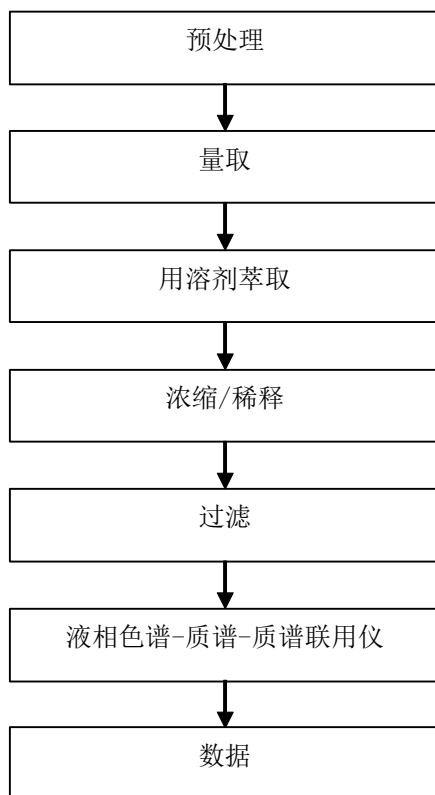 预处理
量取
用溶剂萃取
浓缩/稀释
过滤
液相色谱-质谱-质谱联用仪
数据